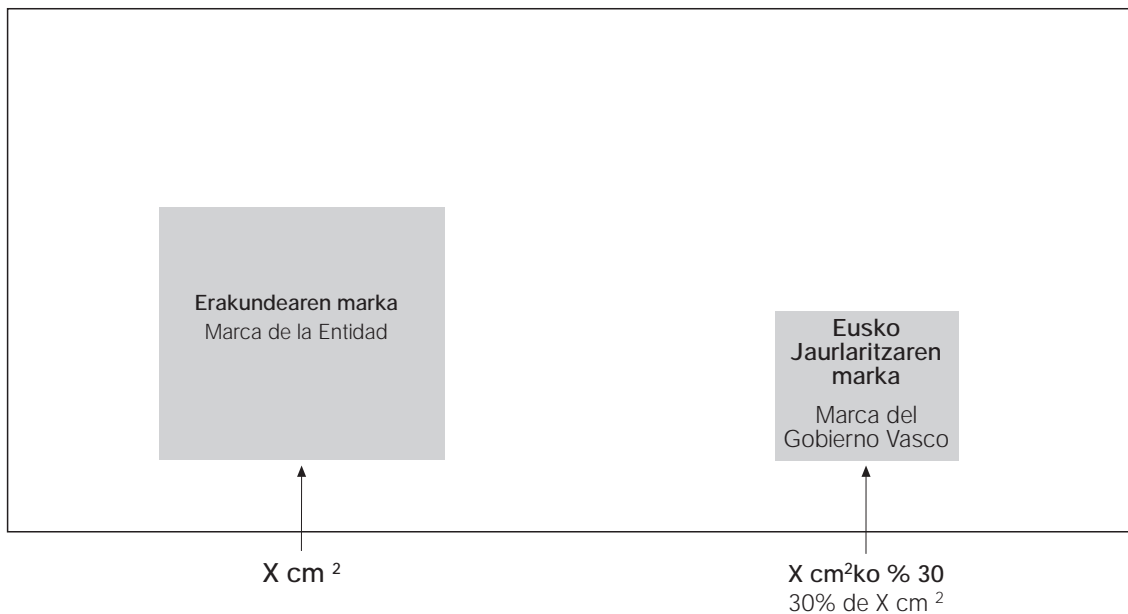 Erakundearen marka
Marca de la Entidad
Eusko
Jaurlaritzaren
marka
Marca del
Gobierno Vasco
X cm ²
X cm²ko % 30
30% de X cm ²